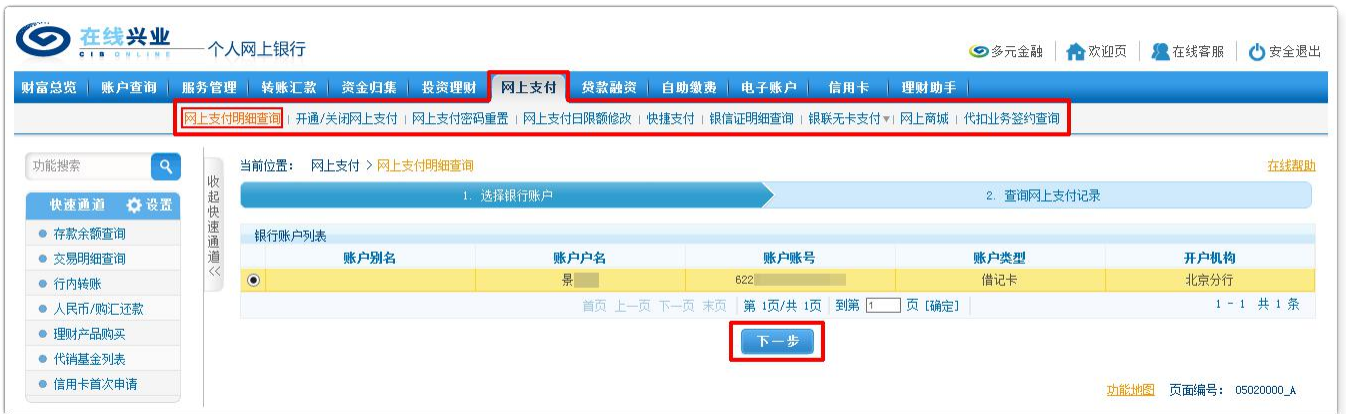 在线兴业
CIB ONLINE
个人网上银行
多元金融 欢迎页 在线客服 安全退出
财富总览 账户查询 服务管理 转账汇款 资金归集 投资理财 网上支付 贷款融资 自助缴费 电子账户 信用卡 理财助手
网上支付明细查询 开通/关闭网上支付 网上支付密码重置 网上支付日限额修改 快捷支付 银信证明细查询 银联无卡支付 网上商城 代扣业务签约查询
功能搜索
快速通道 设置
存款余额查询
交易明细查询
行内转账
人民币/购汇还款
理财产品购买
代销基金列表
信用卡首次申请
收起快速通道<<
当前位置: 网上支付 > 网上支付明细查询
在线帮助
1. 选择银行账户 2. 查询网上支付记录
银行账户列表
账户别名 账户户名 账户账号 账户类型 开户机构
景 622 借记卡 北京分行
首页 上一页 下一页 末页 第 1页/共 1页 到第 1 页 [确定] 1 - 1 共 1 条
下一步
功能地图 页面编号: 05020000_A